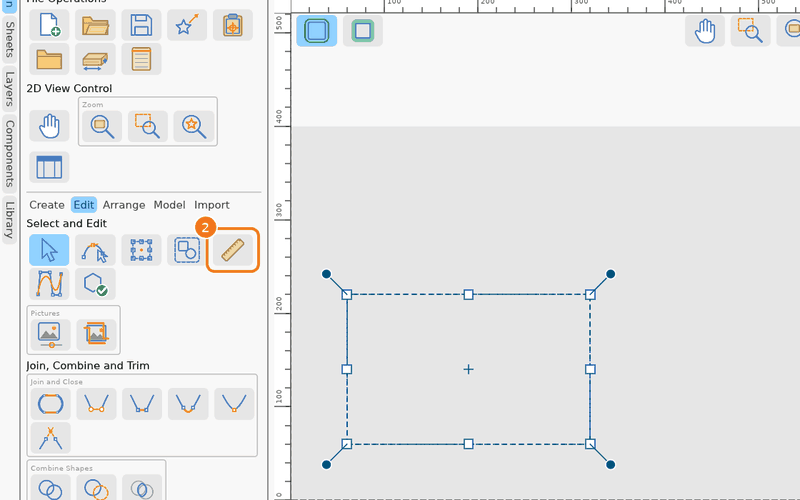 File Operations
2D View Control
Zoom
Create Edit Arrange Model Import
Select and Edit
2
Pictures
Join, Combine and Trim
Join and Close
Combine Shapes
Sheets
Layers
Components
Library
100 200 300 400 500
500
400
300
200
100
0